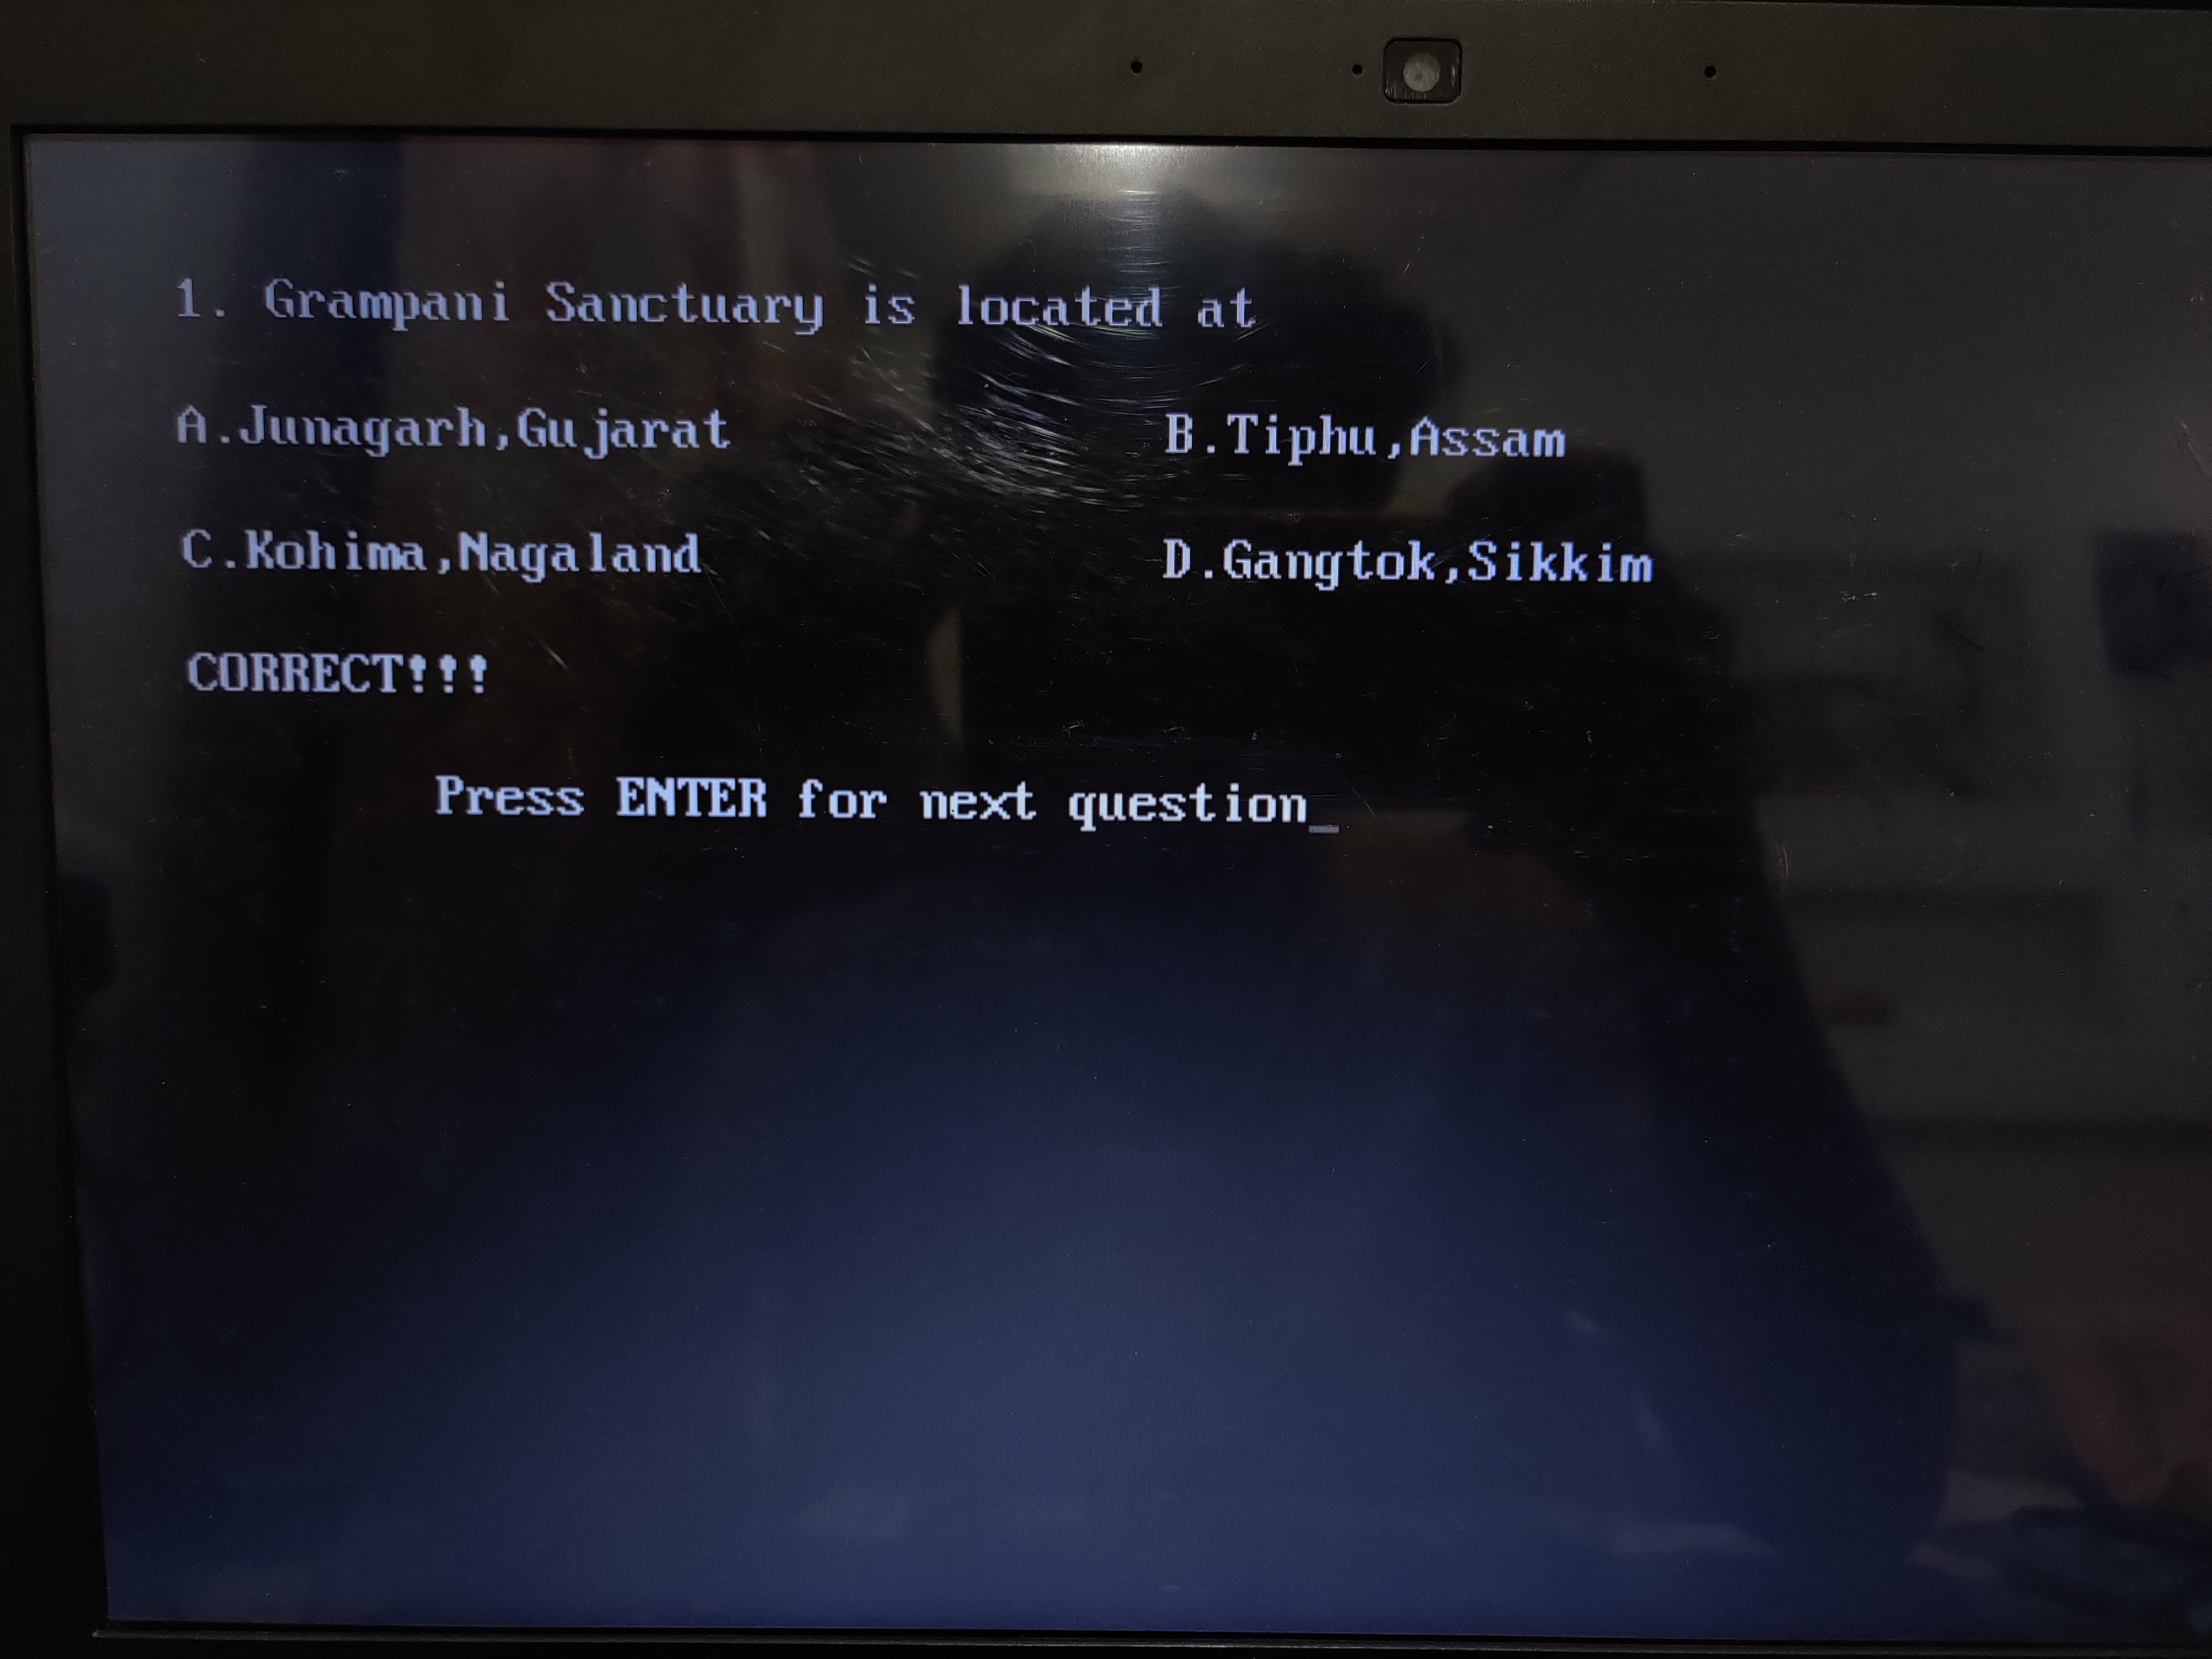 1. Grampani Sanctuary is located at
A.Junagarh,Gujarat B.Tiphu,Assam
C.Kohima,Nagaland D.Gangtok,Sikkim
CORRECT!!!
Press ENTER for next question_